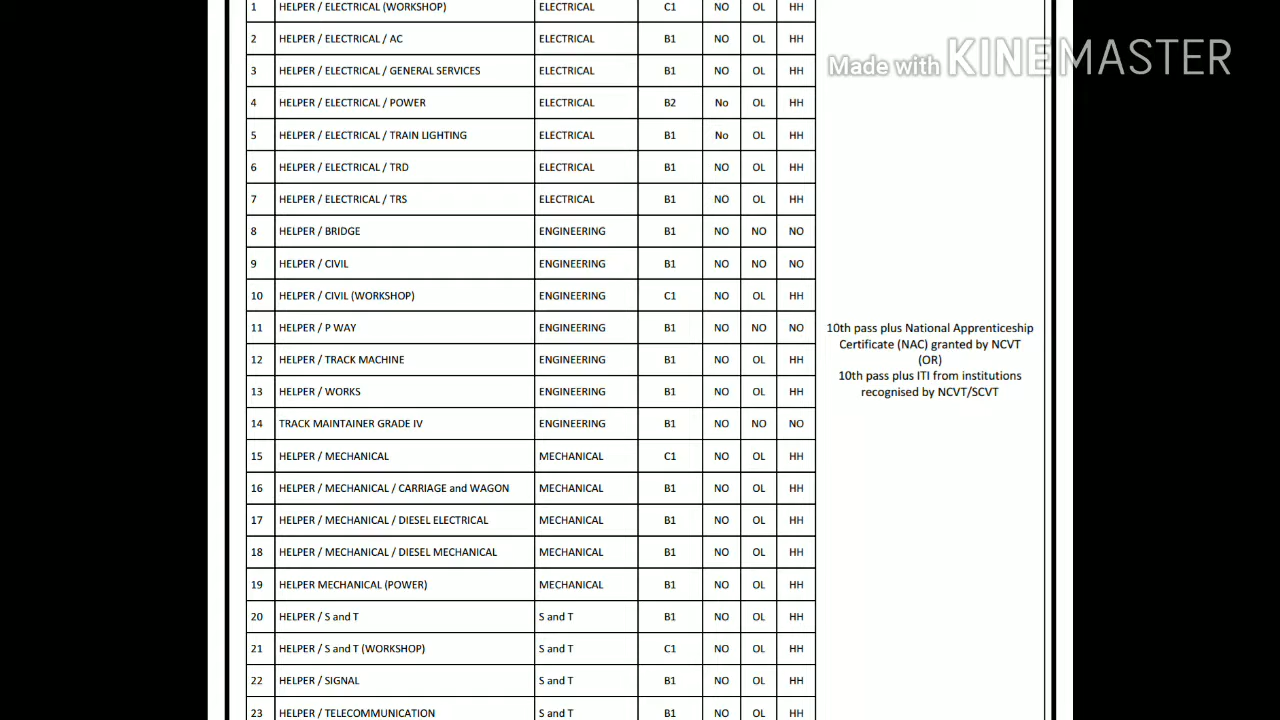 1 HELPER / ELECTRICAL (WORKSHOP) ELECTRICAL C1 NO OL HH
2 HELPER / ELECTRICAL / AC ELECTRICAL B1 NO OL HH
Made with KINEMASTER
3 HELPER / ELECTRICAL / GENERAL SERVICES ELECTRICAL B1 NO OL HH
4 HELPER / ELECTRICAL / POWER ELECTRICAL B2 No OL HH
5 HELPER / ELECTRICAL / TRAIN LIGHTING ELECTRICAL B1 No OL HH
6 HELPER / ELECTRICAL / TRD ELECTRICAL B1 NO OL HH
7 HELPER / ELECTRICAL / TRS ELECTRICAL B1 NO OL HH
8 HELPER / BRIDGE ENGINEERING B1 NO NO NO
9 HELPER / CIVIL ENGINEERING B1 NO NO NO
10 HELPER / CIVIL (WORKSHOP) ENGINEERING C1 NO OL HH
11 HELPER / P WAY ENGINEERING B1 NO NO NO
12 HELPER / TRACK MACHINE ENGINEERING B1 NO OL HH
13 HELPER / WORKS ENGINEERING B1 NO OL HH
14 TRACK MAINTAINER GRADE IV ENGINEERING B1 NO NO NO
15 HELPER / MECHANICAL MECHANICAL C1 NO OL HH
16 HELPER / MECHANICAL / CARRIAGE and WAGON MECHANICAL B1 NO OL HH
17 HELPER / MECHANICAL / DIESEL ELECTRICAL MECHANICAL B1 NO OL HH
18 HELPER / MECHANICAL / DIESEL MECHANICAL MECHANICAL B1 NO OL HH
19 HELPER MECHANICAL (POWER) MECHANICAL B1 NO OL HH
20 HELPER / S and T S and T B1 NO OL HH
21 HELPER / S and T (WORKSHOP) S and T C1 NO OL HH
22 HELPER / SIGNAL S and T B1 NO OL HH
23 HELPER / TELECOMMUNICATION S and T B1 NO OL HH
10th pass plus National Apprenticeship
Certificate (NAC) granted by NCVT
(OR)
10th pass plus ITI from institutions
recognised by NCVT/SCVT